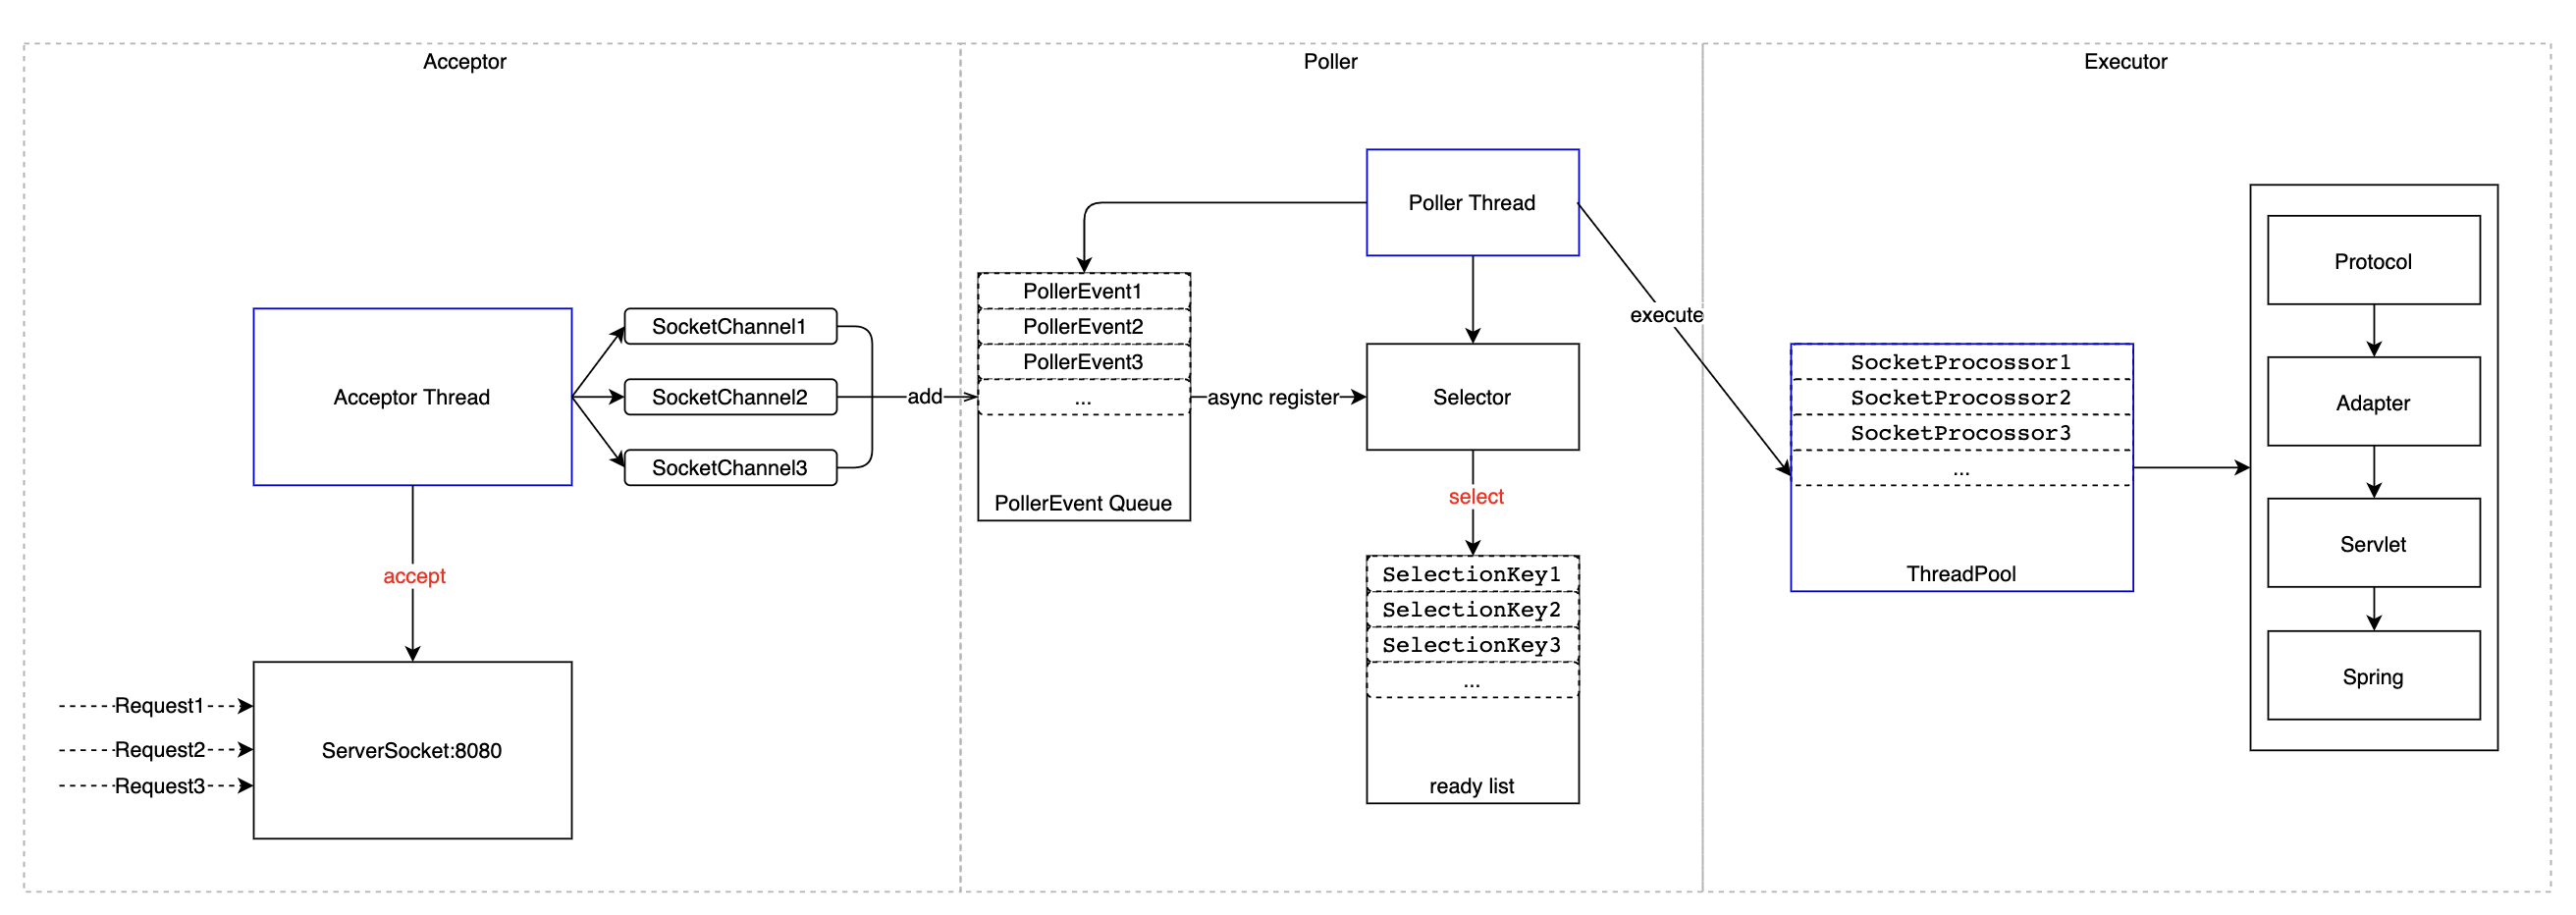 Acceptor
Acceptor Thread
SocketChannel1
SocketChannel2
SocketChannel3
add
accept
Request1
Request2
Request3
ServerSocket:8080
Poller
Poller Thread
PollerEvent1
PollerEvent2
PollerEvent3
...
PollerEvent Queue
async register
Selector
select
SelectionKey1
SelectionKey2
SelectionKey3
...
ready list
execute
Executor
SocketProcossor1
SocketProcossor2
SocketProcossor3
...
ThreadPool
Protocol
Adapter
Servlet
Spring